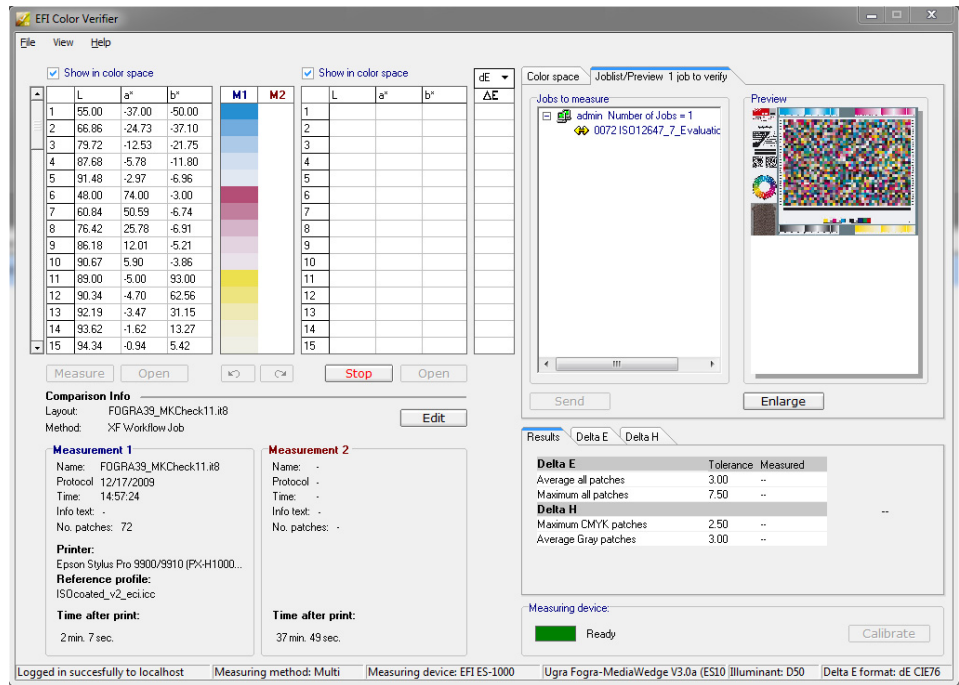 EFI Color Verifier
File View Help
Show in color space
Show in color space
dE
L a* b* M1 M2 L a* b* ΔE
1 55.00 -37.00 -50.00 1
2 66.86 -24.73 -37.10 2
3 79.72 -12.53 -21.75 3
4 87.68 -5.78 -11.80 4
5 91.48 -2.97 -6.96 5
6 48.00 74.00 -3.00 6
7 60.84 50.59 -6.74 7
8 76.42 25.78 -6.91 8
9 86.18 12.01 -5.21 9
10 90.67 5.90 -3.86 10
11 89.00 -5.00 93.00 11
12 90.34 -4.70 62.56 12
13 92.19 -3.47 31.15 13
14 93.62 -1.62 13.27 14
15 94.34 -0.94 5.42 15
Measure Open Stop Open
Comparison Info
Layout: FOGRA39_MKCheck11.it8
Method: XF Workflow Job
Edit
Measurement 1
Name: FOGRA39_MKCheck11.it8
Protocol 12/17/2009
Time: 14:57:24
Info text: -
No. patches: 72
Printer:
Epson Stylus Pro 9900/9910 (PX-H1000...
Reference profile:
ISOcoated_v2_eci.icc
Time after print:
2 min. 7 sec.
Measurement 2
Name: -
Protocol -
Time: -
Info text: -
No. patches: -
Time after print:
37 min. 49 sec.
Color space Joblist/Preview 1 job to verify
Jobs to measure
admin Number of Jobs = 1
0072 ISO12647_7_Evaluatic
Preview
Send
Enlarge
Results Delta E Delta H
Delta E Tolerance Measured
Average all patches 3.00 --
Maximum all patches 7.50 --
Delta H --
Maximum CMYK patches 2.50 --
Average Gray patches 3.00 --
Measuring device:
Ready
Calibrate
Logged in succesfully to localhost Measuring method: Multi Measuring device: EFI ES-1000 Ugra Fogra-MediaWedge V3.0a (ES10 Illuminant: D50 Delta E format: dE CIE76